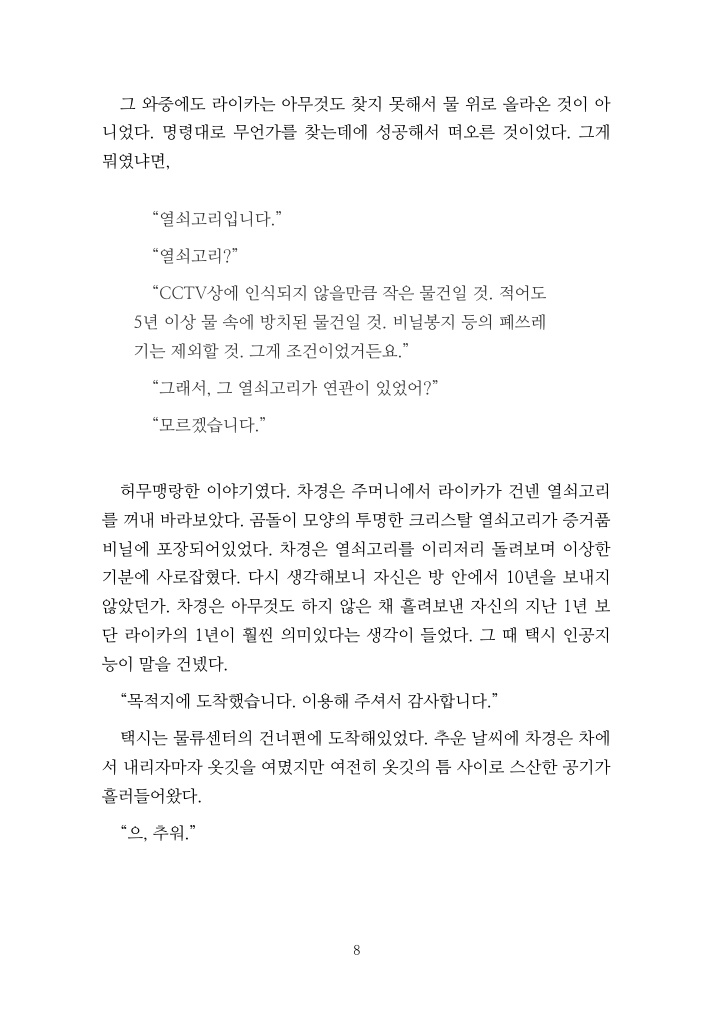 그 와중에도 라이카는 아무것도 찾지 못해서 물 위로 올라온 것이 아
니었다. 명령대로 무언가를 찾는데에 성공해서 떠오른 것이었다. 그게
뭐였냐면,
“열쇠고리입니다.”
“열쇠고리?”
“CCTV상에 인식되지 않을만큼 작은 물건일 것. 적어도
5년 이상 물 속에 방치된 물건일 것. 비닐봉지 등의 폐쓰레
기는 제외할 것. 그게 조건이었거든요.”
“그래서, 그 열쇠고리가 연관이 있었어?”
“모르겠습니다.”
허무맹랑한 이야기였다. 차경은 주머니에서 라이카가 건넨 열쇠고리
를 꺼내 바라보았다. 곰돌이 모양의 투명한 크리스탈 열쇠고리가 증거품
비닐에 포장되어있었다. 차경은 열쇠고리를 이리저리 돌려보며 이상한
기분에 사로잡혔다. 다시 생각해보니 자신은 방 안에서 10년을 보내지
않았던가. 차경은 아무것도 하지 않은 채 흘려보낸 자신의 지난 1년 보
단 라이카의 1년이 훨씬 의미있다는 생각이 들었다. 그 때 택시 인공지
능이 말을 건넸다.
“목적지에 도착했습니다. 이용해 주셔서 감사합니다.”
택시는 물류센터의 건너편에 도착해있었다. 추운 날씨에 차경은 차에
서 내리자마자 옷깃을 여몄지만 여전히 옷깃의 틈 사이로 스산한 공기가
흘러들어왔다.
“으, 추워.”
8